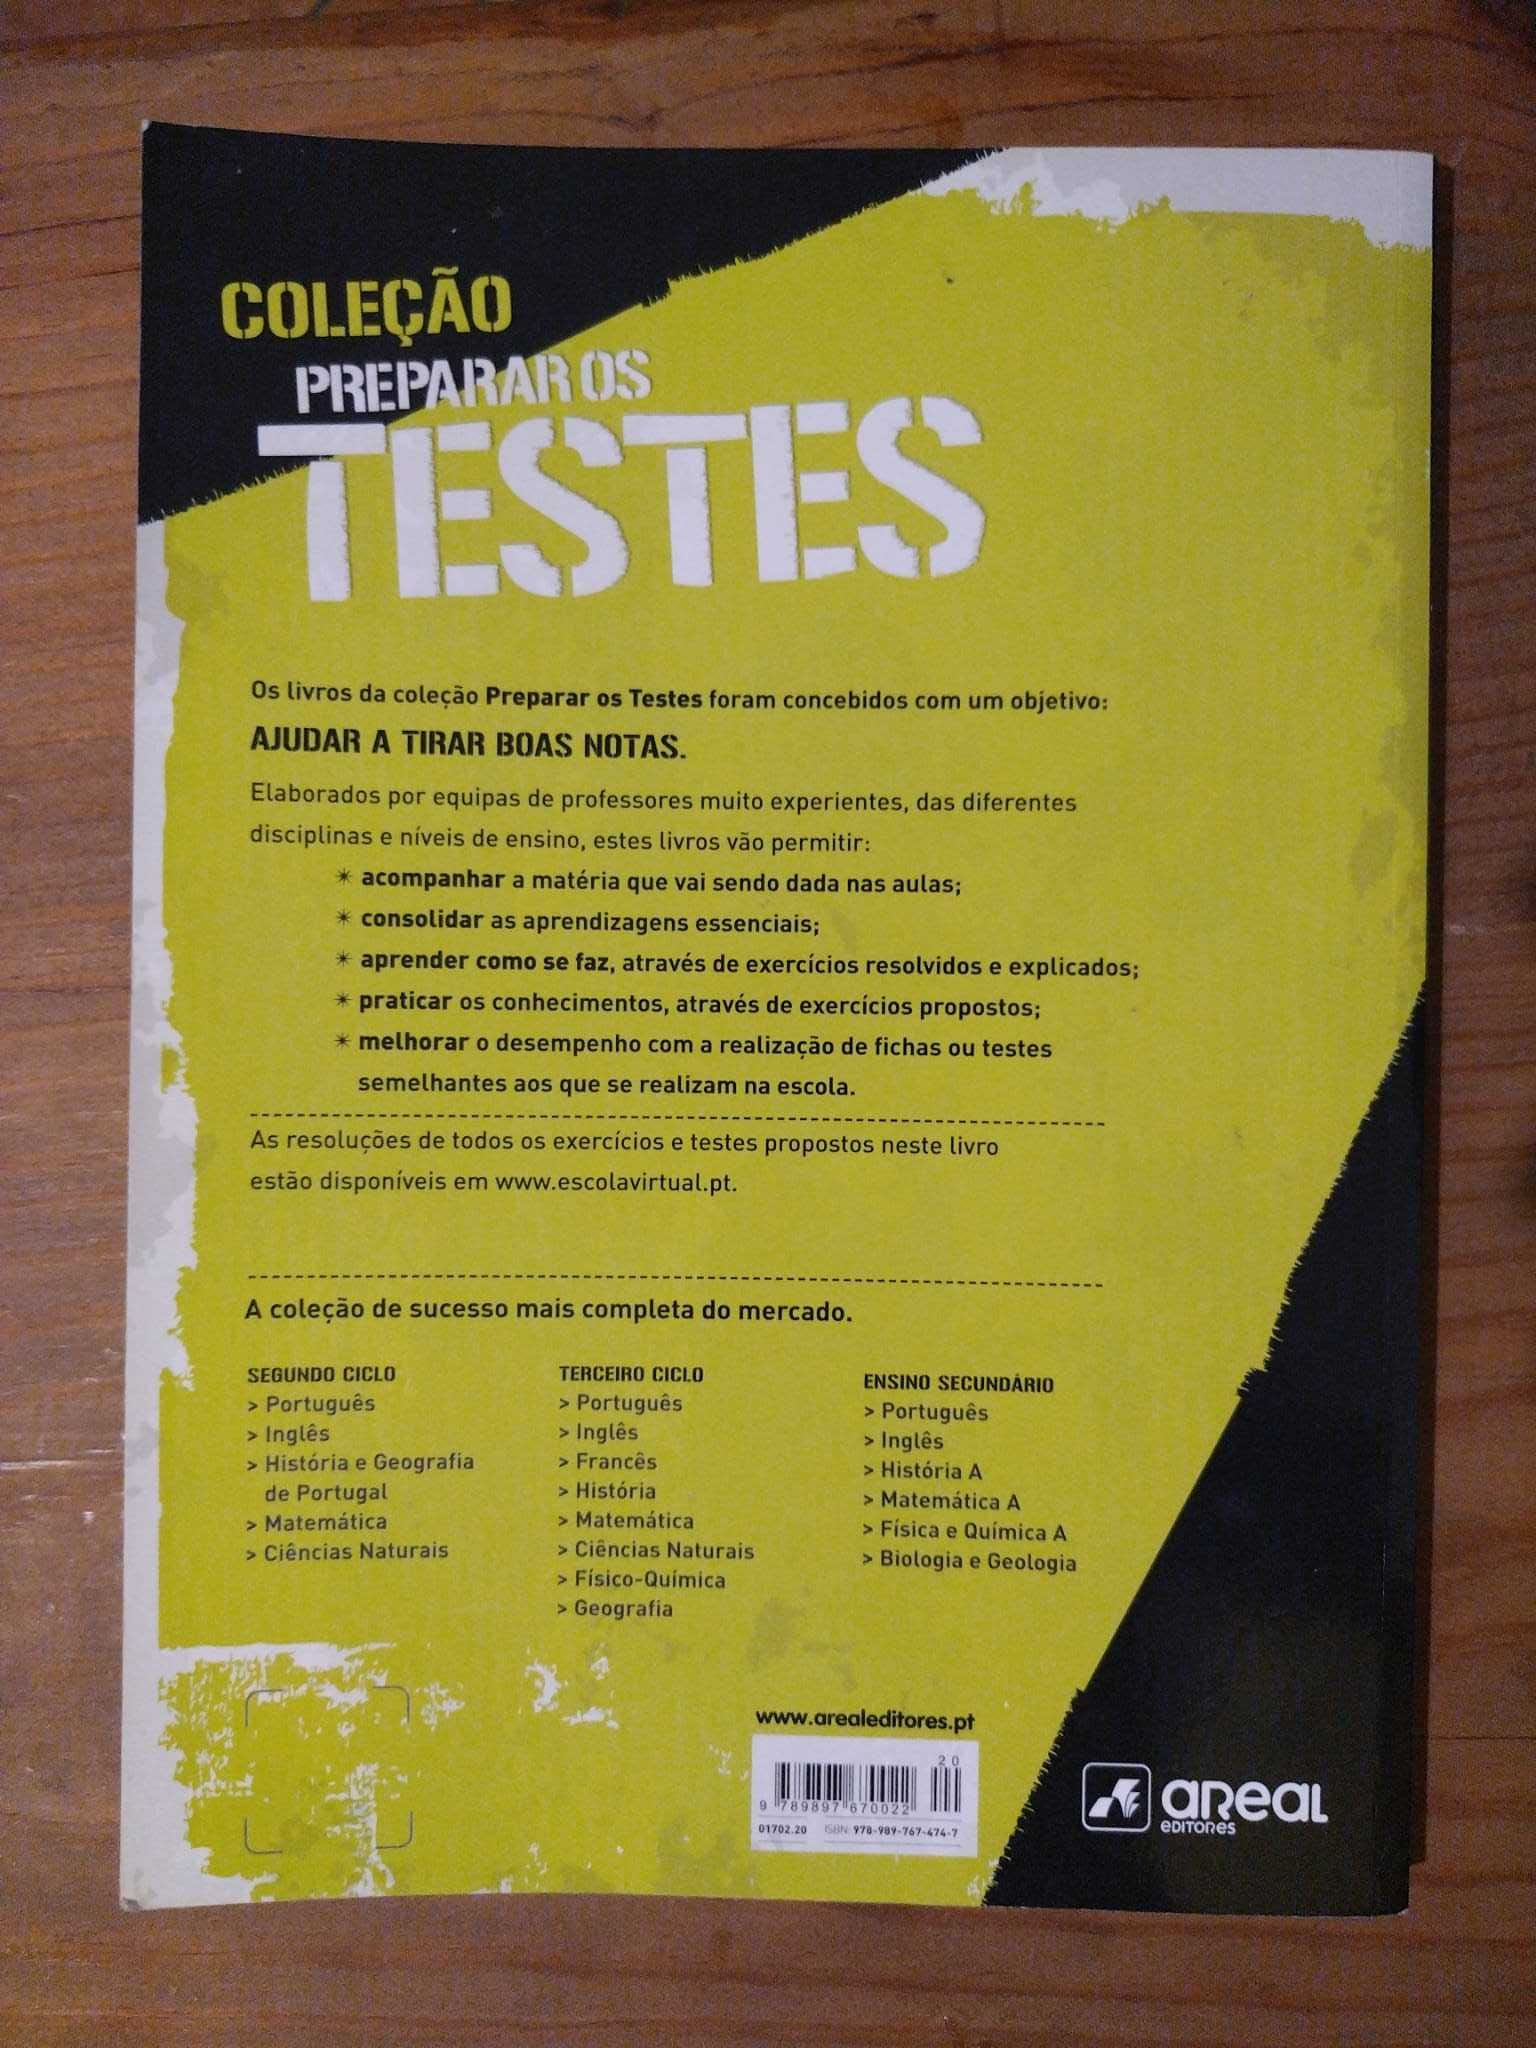 COLEÇÃO
PREPARAR OS
TESTES
Os livros da coleção Preparar os Testes foram concebidos com um objetivo:
AJUDAR A TIRAR BOAS NOTAS.
Elaborados por equipas de professores muito experientes, das diferentes
disciplinas e níveis de ensino, estes livros vão permitir:
✴ acompanhar a matéria que vai sendo dada nas aulas;
✴ consolidar as aprendizagens essenciais;
✴ aprender como se faz, através de exercícios resolvidos e explicados;
✴ praticar os conhecimentos, através de exercícios propostos;
✴ melhorar o desempenho com a realização de fichas ou testes
semelhantes aos que se realizam na escola.
As resoluções de todos os exercícios e testes propostos neste livro
estão disponíveis em www.escolavirtual.pt.
A coleção de sucesso mais completa do mercado.
SEGUNDO CICLO
> Português
> Inglês
> História e Geografia
de Portugal
> Matemática
> Ciências Naturais
TERCEIRO CICLO
> Português
> Inglês
> Francês
> História
> Matemática
> Ciências Naturais
> Físico-Química
> Geografia
ENSINO SECUNDÁRIO
> Português
> Inglês
> História A
> Matemática A
> Física e Química A
> Biologia e Geologia
www.arealeditores.pt
20
9 789897 670022
01702.20 ISBN: 978-989-767-474-7
areal
EDITORES